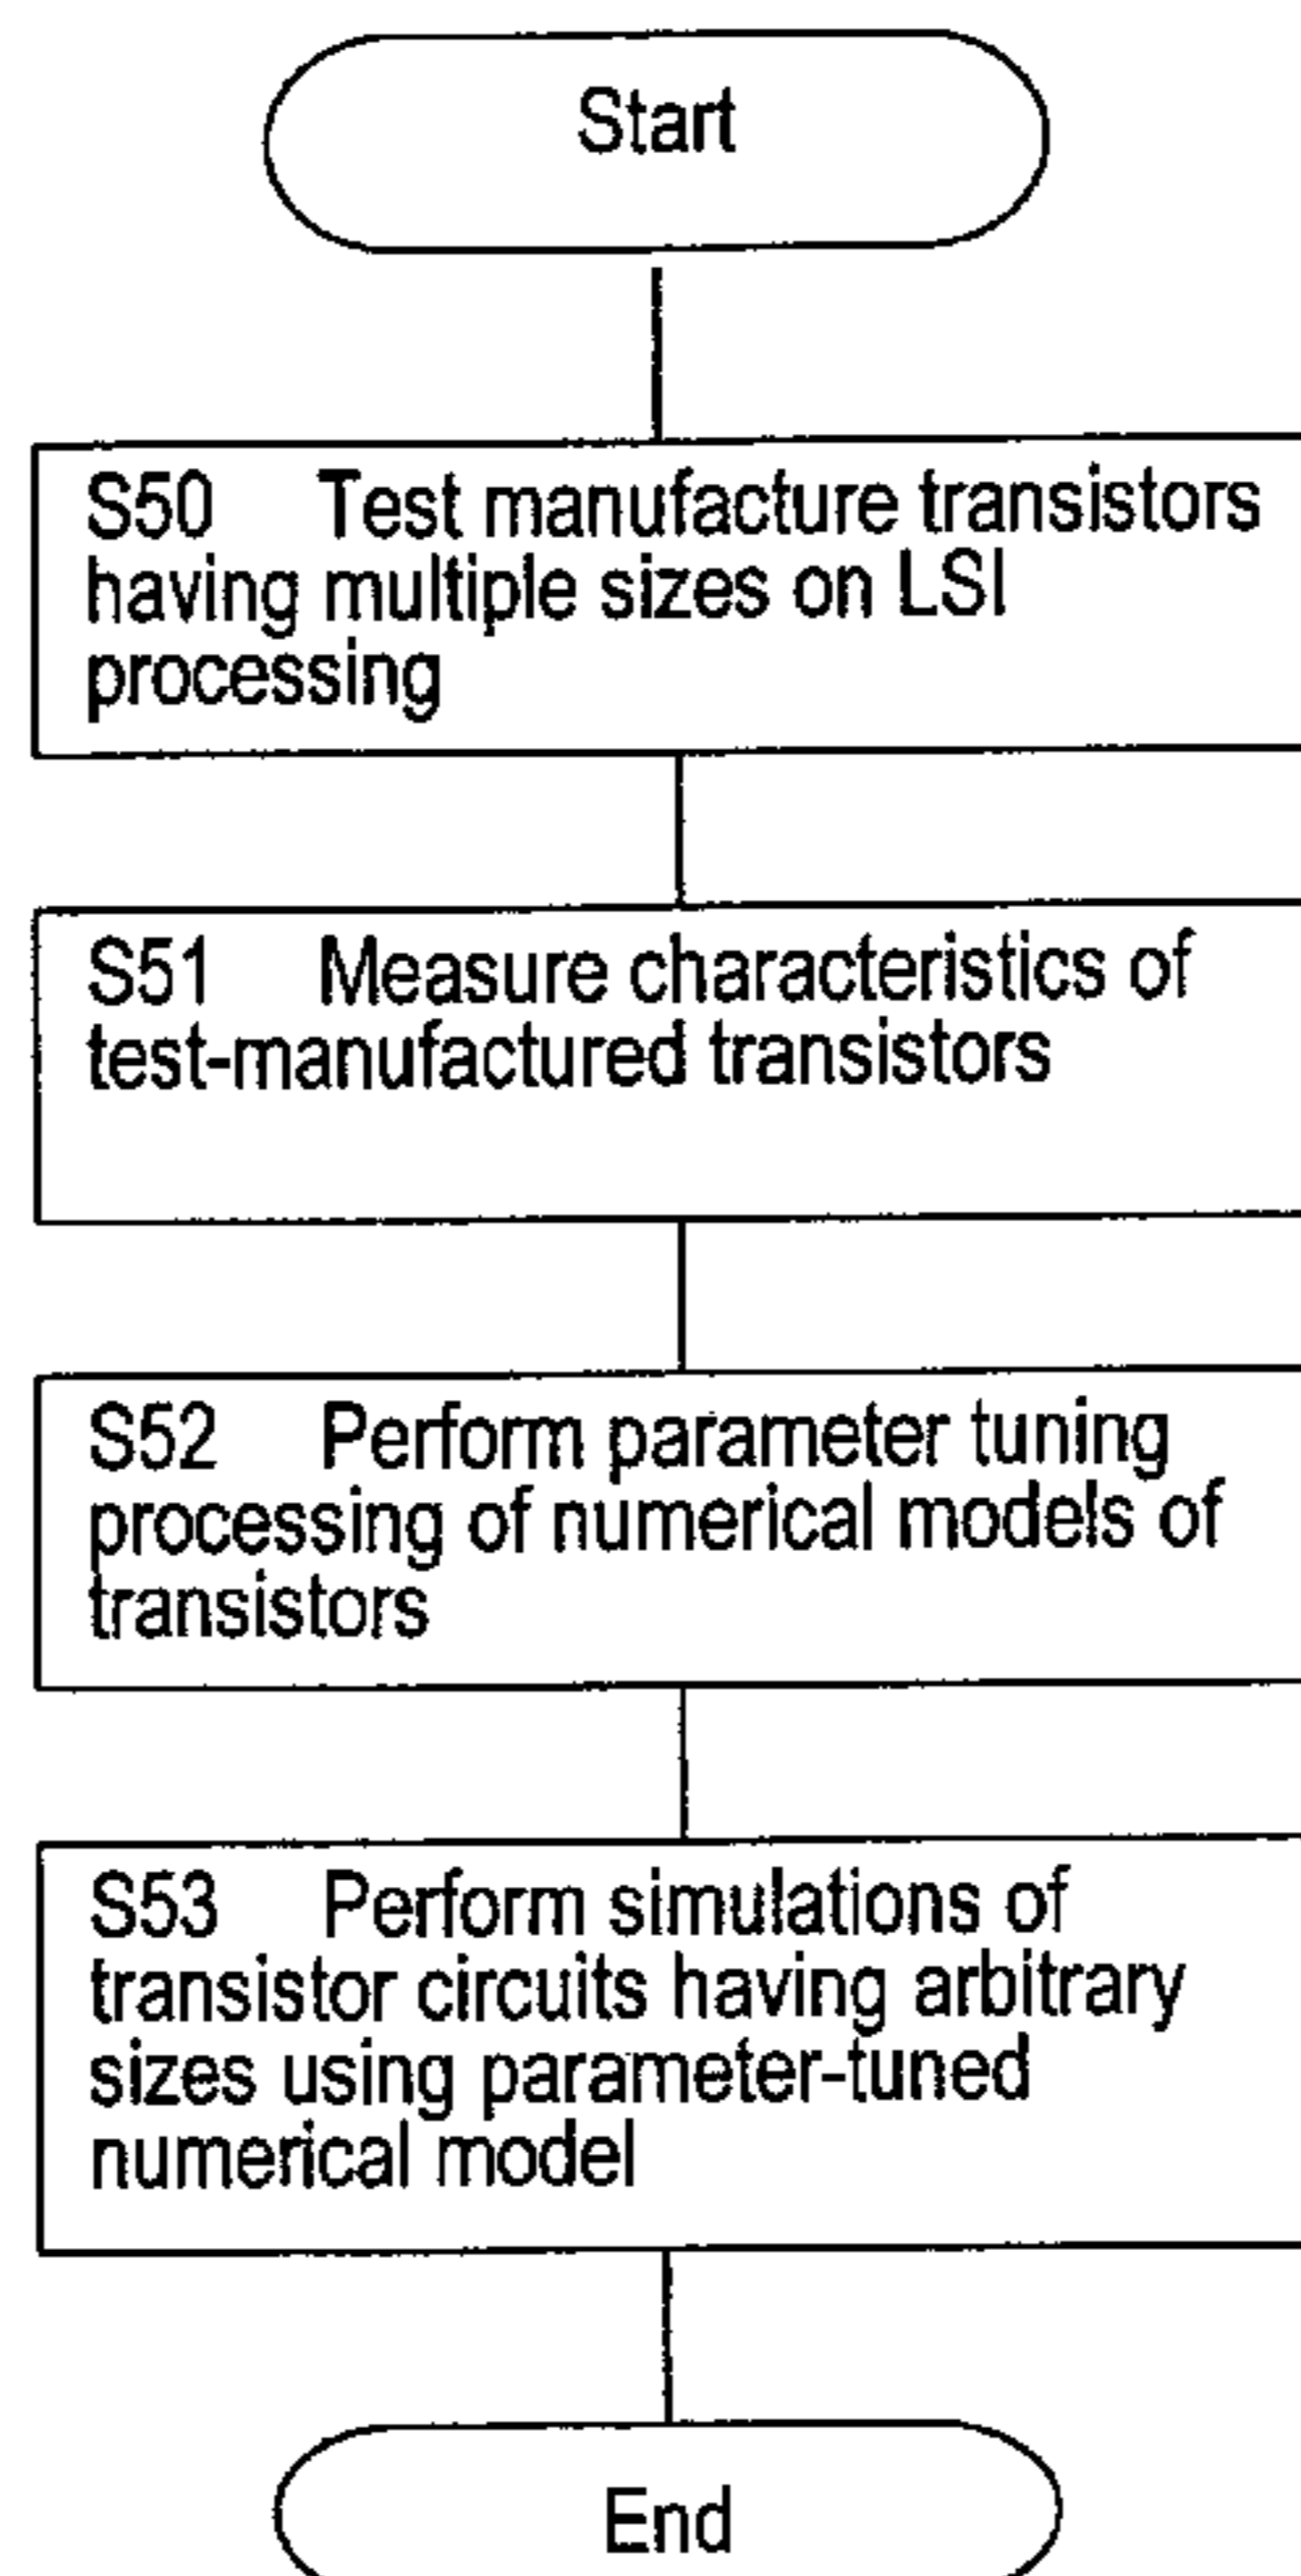 Start
S50 Test manufacture transistors
having multiple sizes on LSI
processing
S51 Measure characteristics of
test-manufactured transistors
S52 Perform parameter tuning
processing of numerical models of
transistors
S53 Perform simulations of
transistor circuits having arbitrary
sizes using parameter-tuned
numerical model
End